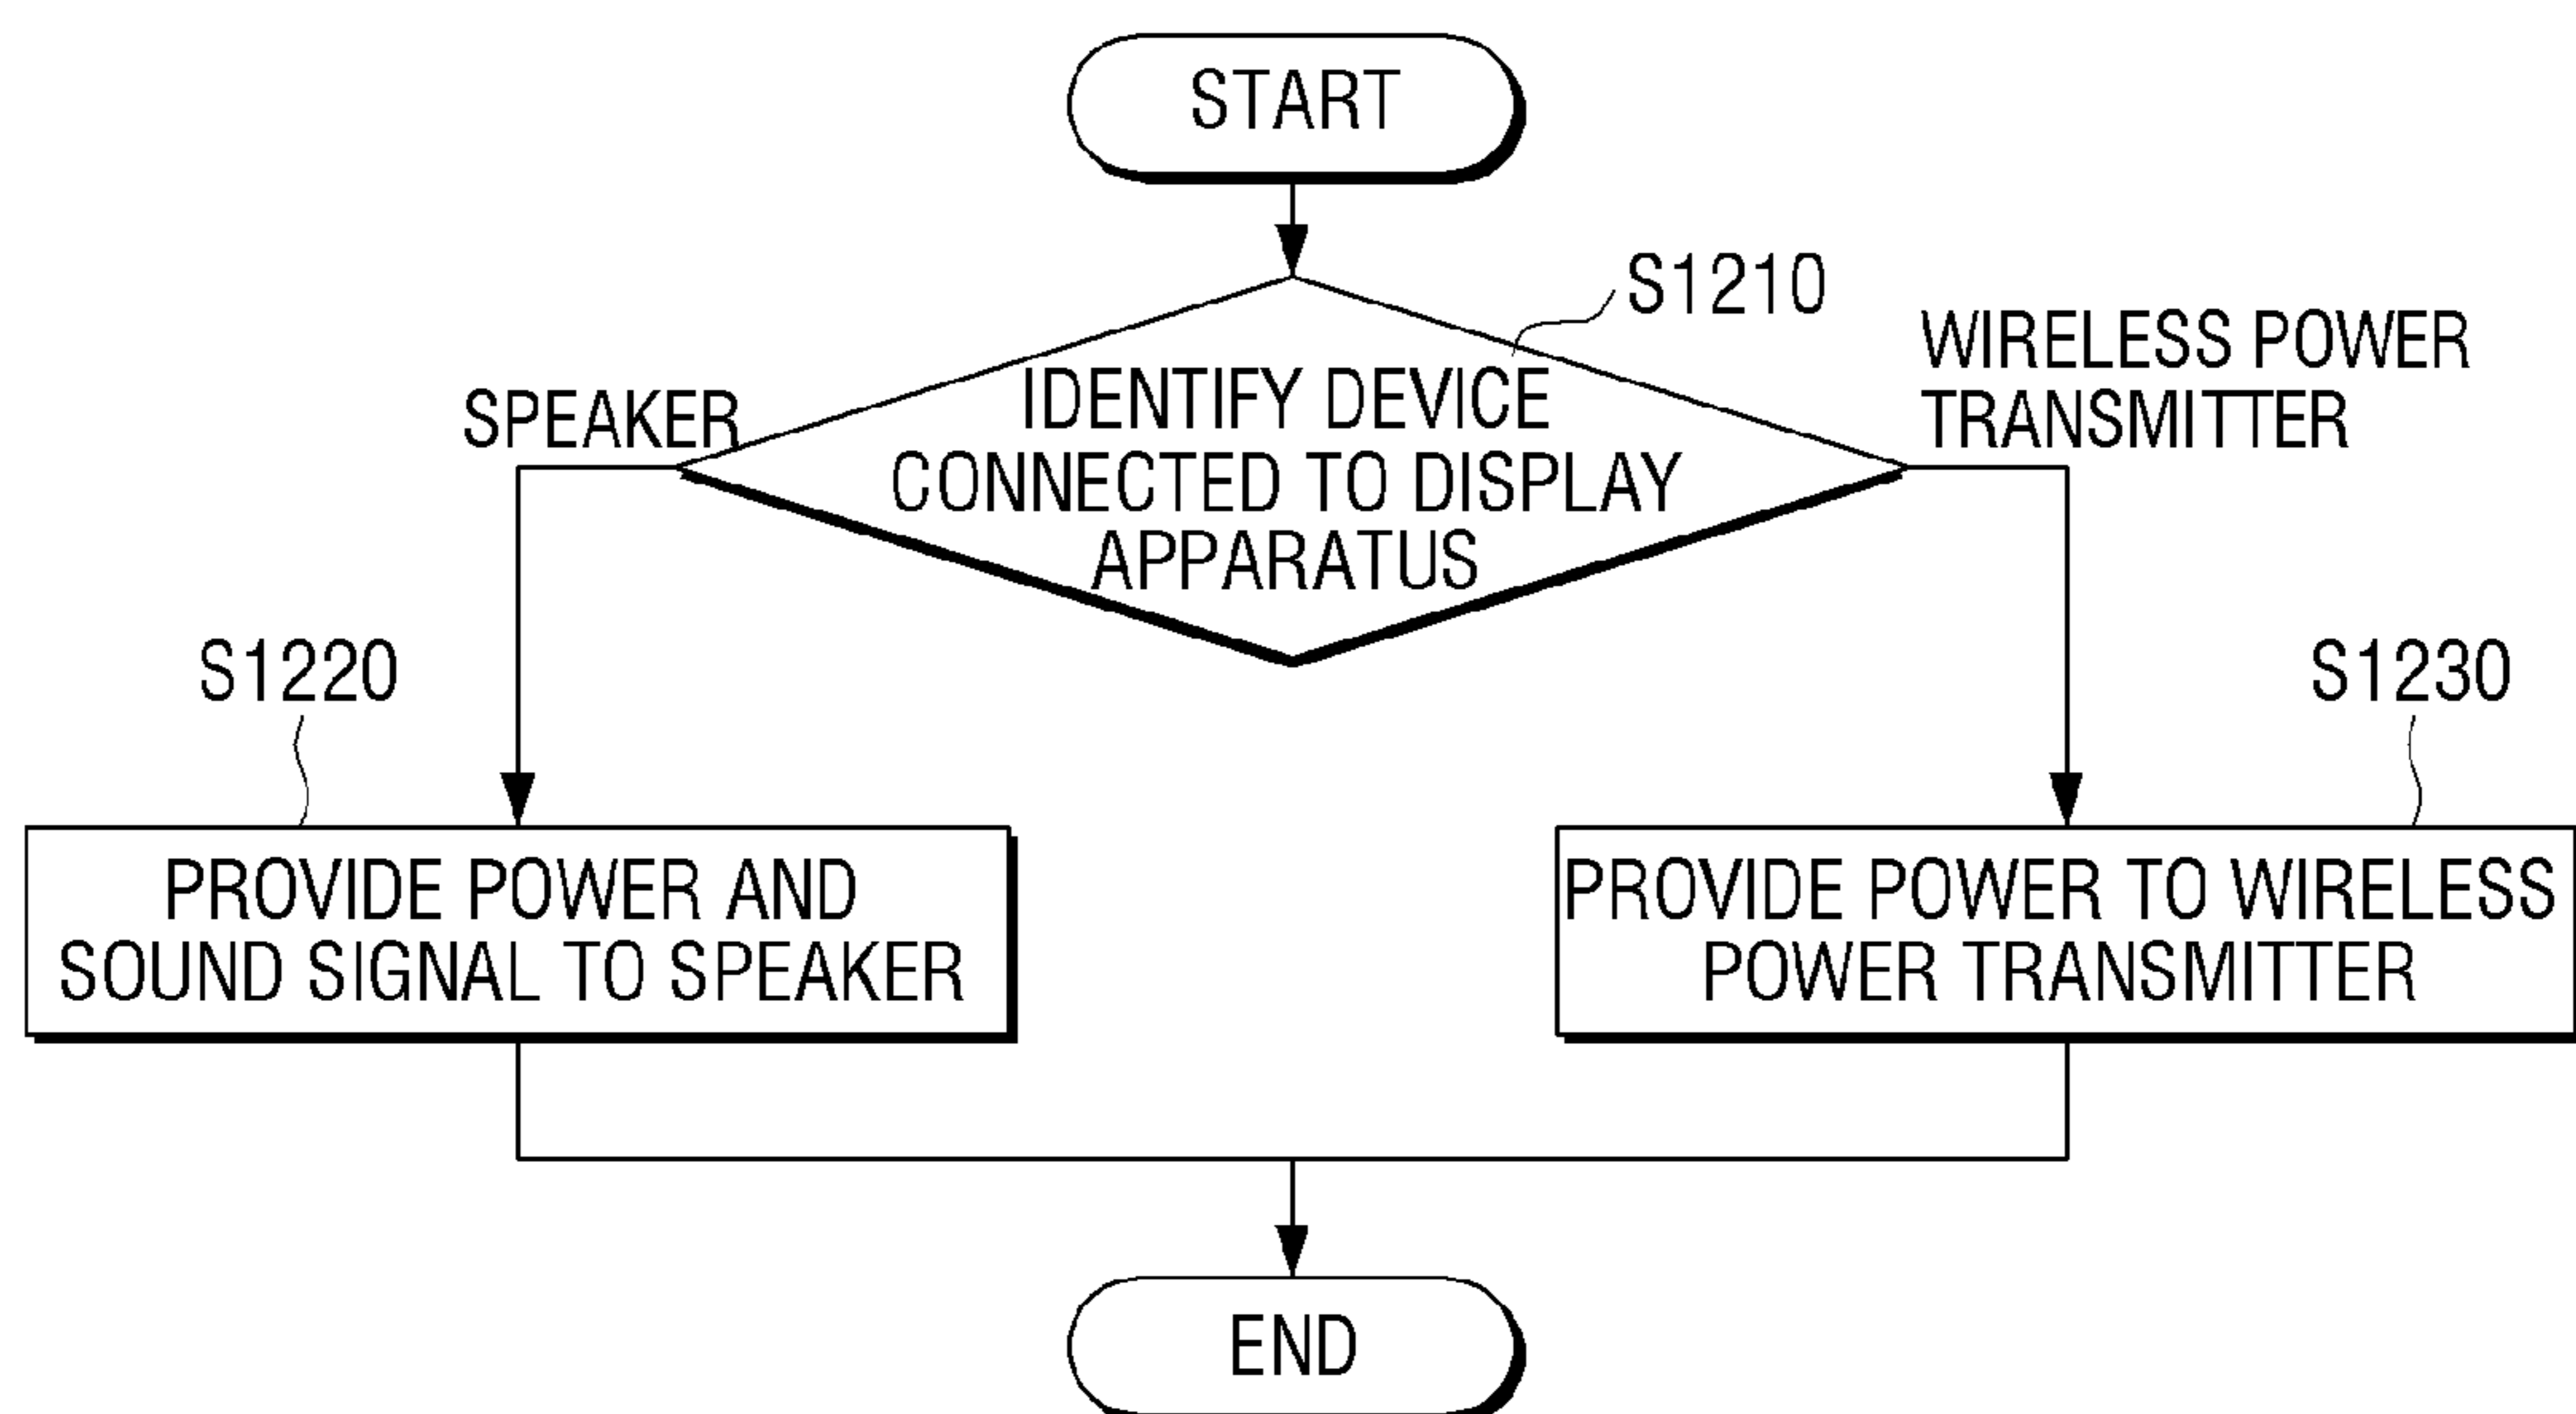 START
S1210
WIRELESS POWER
TRANSMITTER
SPEAKER
IDENTIFY DEVICE
CONNECTED TO DISPLAY
APPARATUS
S1220
S1230
PROVIDE POWER AND
SOUND SIGNAL TO SPEAKER
PROVIDE POWER TO WIRELESS
POWER TRANSMITTER
END